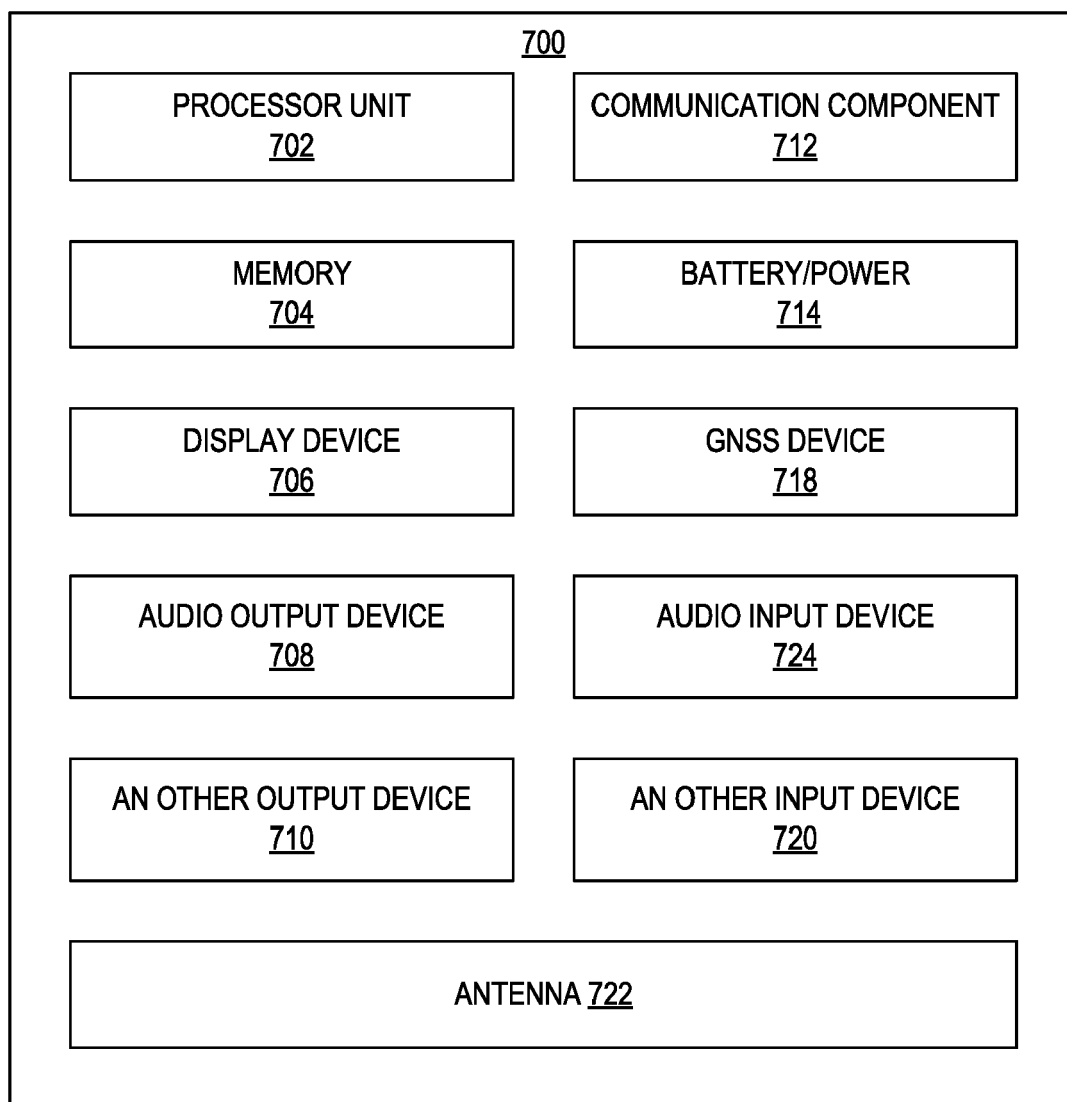 700
PROCESSOR UNIT
702
COMMUNICATION COMPONENT
712
MEMORY
704
BATTERY/POWER
714
DISPLAY DEVICE
706
GNSS DEVICE
718
AUDIO OUTPUT DEVICE
708
AUDIO INPUT DEVICE
724
AN OTHER OUTPUT DEVICE
710
AN OTHER INPUT DEVICE
720
ANTENNA 722